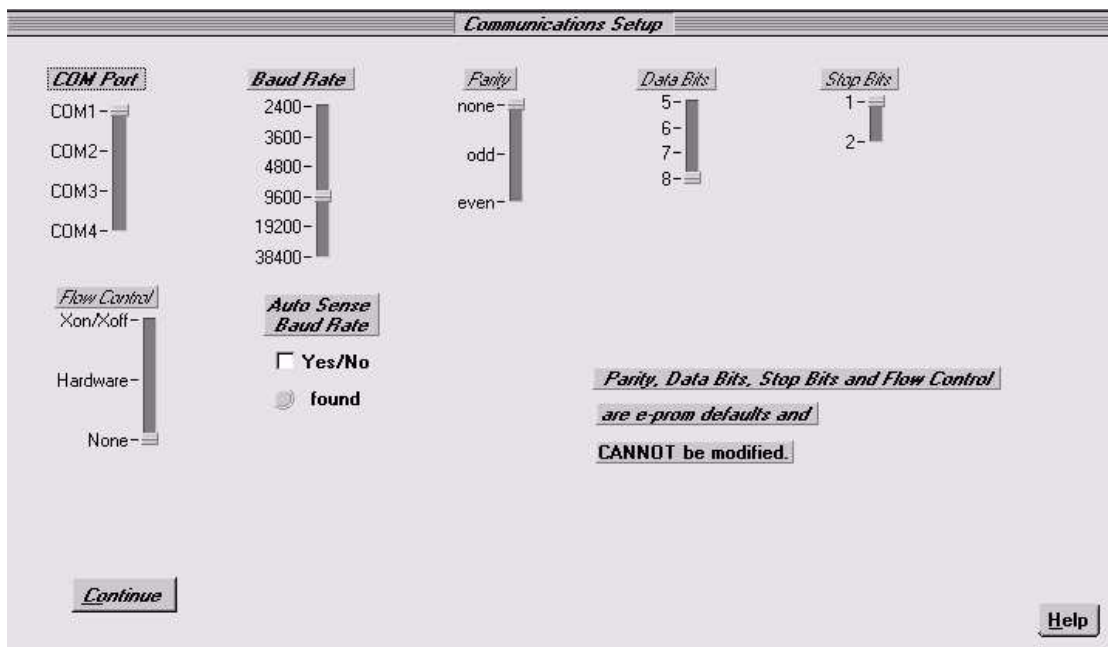 Communications Setup
COM Port
COM1
COM2
COM3
COM4
Baud Rate
2400
3600
4800
9600
19200
38400
Parity
none
odd
even
Data Bits
5
6
7
8
Stop Bits
1
2
Flow Control
Xon/Xoff
Hardware
None
Auto Sense
Baud Rate
Yes/No
found
Parity, Data Bits, Stop Bits and Flow Control
are e-prom defaults and
CANNOT be modified.
Continue
Help